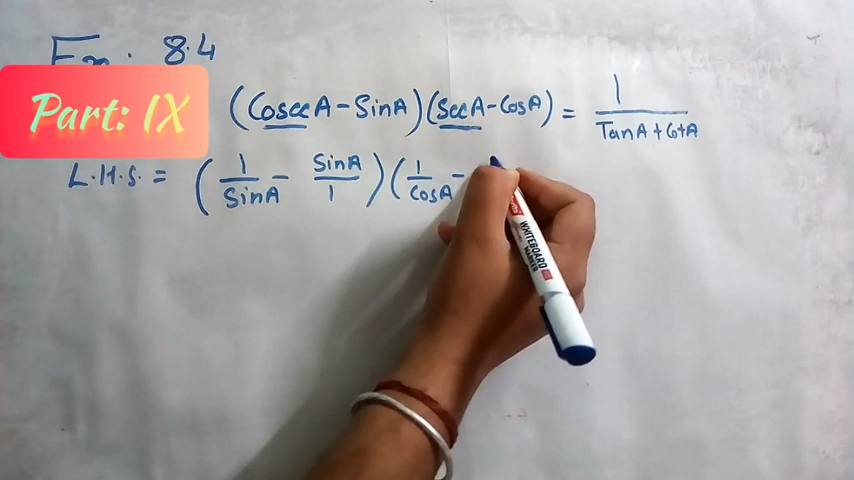 Ex. 8.4
Part: IX
(CosecA - SinA)(SecA - CosA) = 1/TanA + CotA
L.H.S. = (1/SinA - SinA/1)(1/CosA -
WHITEBOARD MARKER